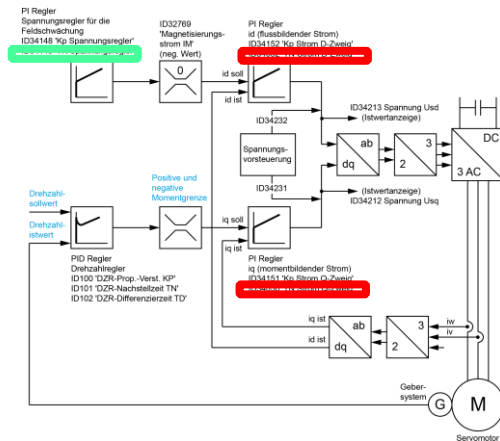 PI Regler
Spannungsregler für die
Feldschwächung
ID34148 'Kp Spannungsregler'
ID32769
'Magnetisierungs-
strom IM'
(neg. Wert)
0
PI Regler
id (flussbildender Strom)
ID34152 'Kp Strom D-Zweig'
id soll
id ist
ID34232
Spannungs-
vorsteuerung
ID34231
ID34213 Spannung Usd
(Istwertanzeige)
ab
dq
3
2
DC
3 AC
(Istwertanzeige)
ID34212 Spannung Usq
Drehzahl-
sollwert
Drehzahl-
istwert
Positive und
negative
Momentgrenze
iq soll
iq ist
PID Regler
Drehzahlregler
ID100 'DZR-Prop.-Verst. KP'
ID101 'DZR-Nachstellzeit TN'
ID102 'DZR-Differenzierzeit TD'
PI Regler
iq (momentbildender Strom)
ID34151 'Kp Strom Q-Zweig'
iq ist
id ist
ab
dq
3
2
iw
iv
Geber-
system
G
M
Servomotor